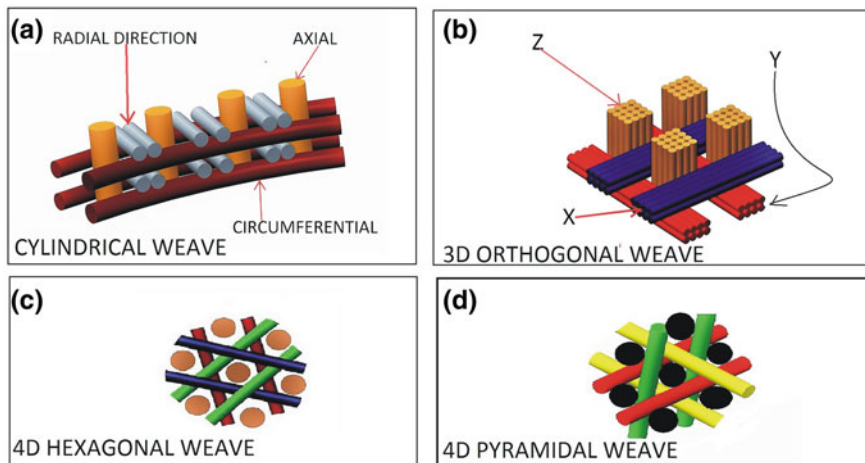 (a)
RADIAL DIRECTION
AXIAL
CIRCUMFERENTIAL
CYLINDRICAL WEAVE
(b)
Z
Y
X
3D ORTHOGONAL WEAVE
(c)
4D HEXAGONAL WEAVE
(d)
4D PYRAMIDAL WEAVE